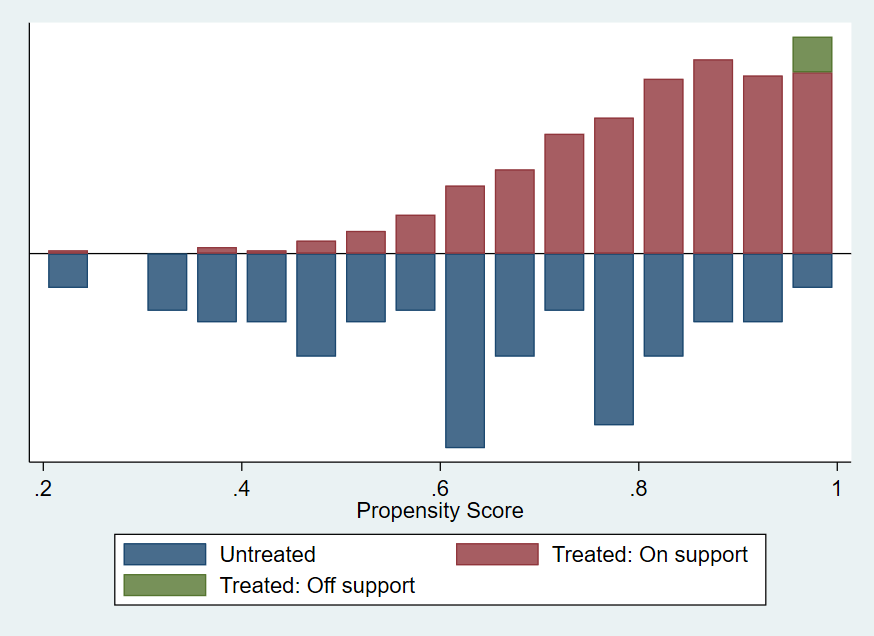 .2 .4 .6 .8 1
Propensity Score
Untreated Treated: On support
Treated: Off support